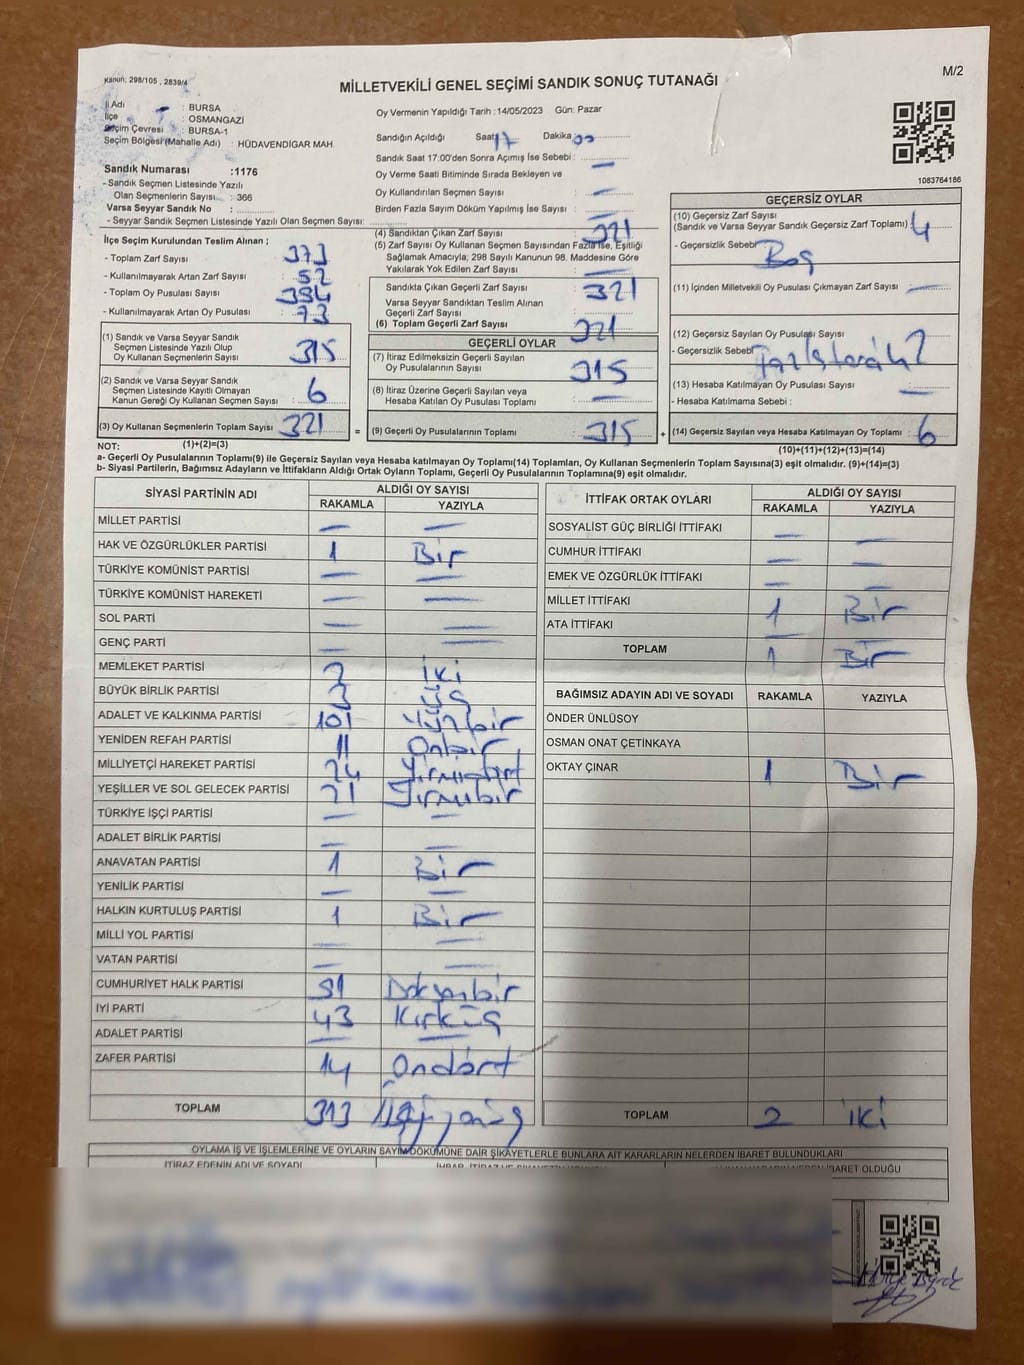 Kanun; 298/105 , 2839/4
MİLLETVEKİLİ GENEL SEÇİMİ SANDIK SONUÇ TUTANAĞI
M/2
İl Adı : BURSA
İlçe : OSMANGAZİ
Seçim Çevresi : BURSA-1
Seçim Bölgesi (Mahalle Adı) : HÜDAVENDİGAR MAH.
Sandık Numarası :1176
- Sandık Seçmen Listesinde Yazılı
Olan Seçmenlerin Sayısı : 366
Varsa Seyyar Sandık No :
- Seyyar Sandık Seçmen Listesinde Yazılı Olan Seçmen Sayısı:
Oy Vermenin Yapıldığı Tarih :14/05/2023 Gün: Pazar
Sandığın Açıldığı Saat 17 Dakika 00
Sandık Saat 17:00'den Sonra Açımış İse Sebebi : —
Oy Verme Saati Bitiminde Sırada Bekleyen ve
Oy Kullandırılan Seçmen Sayısı : —
Birden Fazla Sayım Döküm Yapılmış İse Sayısı : —
1083764186
İlçe Seçim Kurulundan Teslim Alınan ;
- Toplam Zarf Sayısı : 373
- Kullanılmayarak Artan Zarf Sayısı : 52
- Toplam Oy Pusulası Sayısı : 394
- Kullanılmayarak Artan Oy Pusulası : 73
(1) Sandık ve Varsa Seyyar Sandık
Seçmen Listesinde Yazılı Olup
Oy Kullanan Seçmenlerin Sayısı : 315
(2) Sandık ve Varsa Seyyar Sandık
Seçmen Listesinde Kayıtlı Olmayan
Kanun Gereği Oy Kullanan Seçmen Sayısı : 6
(3) Oy Kullanan Seçmenlerin Toplam Sayısı : 321
(4) Sandıktan Çıkan Zarf Sayısı : 321
(5) Zarf Sayısı Oy Kullanan Seçmen Sayısından Fazla İse, Eşitliği
Sağlamak Amacıyla; 298 Sayılı Kanunun 98. Maddesine Göre
Yakılarak Yok Edilen Zarf Sayısı : —
Sandıkta Çıkan Geçerli Zarf Sayısı : 321
Varsa Seyyar Sandıktan Teslim Alınan
Geçerli Zarf Sayısı :
(6) Toplam Geçerli Zarf Sayısı : 321
GEÇERLİ OYLAR
(7) İtiraz Edilmeksizin Geçerli Sayılan
Oy Pusulalarının Sayısı : 315
(8) İtiraz Üzerine Geçerli Sayılan veya
Hesaba Katılan Oy Pusulası Toplamı : —
= (9) Geçerli Oy Pusulalarının Toplamı : 315
GEÇERSİZ OYLAR
(10) Geçersiz Zarf Sayısı
(Sandık ve Varsa Seyyar Sandık Geçersiz Zarf Toplamı) : 4
- Geçersizlik Sebebi : Boş
(11) İçinden Milletvekili Oy Pusulası Çıkmayan Zarf Sayısı : —
(12) Geçersiz Sayılan Oy Pusulası Sayısı : 2
- Geçersizlik Sebebi
(13) Hesaba Katılmayan Oy Pusulası Sayısı : —
- Hesaba Katılmama Sebebi :
+ (14) Geçersiz Sayılan veya Hesaba Katılmayan Oy Toplamı : 6
NOT: (1)+(2)=(3) (10)+(11)+(12)+(13)=(14)
a- Geçerli Oy Pusulalarının Toplamı(9) ile Geçersiz Sayılan veya Hesaba katılmayan Oy Toplamı(14) Toplamları, Oy Kullanan Seçmenlerin Toplam Sayısına(3) eşit olmalıdır. (9)+(14)=(3)
b- Siyasi Partilerin, Bağımsız Adayların ve İttifakların Aldığı Ortak Oyların Toplamı, Geçerli Oy Pusulalarının Toplamına(9) eşit olmalıdır.
SİYASİ PARTİNİN ADI ALDIĞI OY SAYISI
RAKAMLA YAZIYLA
MİLLET PARTİSİ — —
HAK VE ÖZGÜRLÜKLER PARTİSİ 1 Bir
TÜRKİYE KOMÜNİST PARTİSİ — —
TÜRKİYE KOMÜNİST HAREKETİ — —
SOL PARTİ — —
GENÇ PARTİ — —
MEMLEKET PARTİSİ 2 İki
BÜYÜK BİRLİK PARTİSİ 3 Üç
ADALET VE KALKINMA PARTİSİ 101 Yüzbir
YENİDEN REFAH PARTİSİ 11 Onbir
MİLLİYETÇİ HAREKET PARTİSİ 24 Yirmidört
YEŞİLLER VE SOL GELECEK PARTİSİ 21 Yirmibir
TÜRKİYE İŞÇİ PARTİSİ — —
ADALET BİRLİK PARTİSİ — —
ANAVATAN PARTİSİ 1 Bir
YENİLİK PARTİSİ — —
HALKIN KURTULUŞ PARTİSİ 1 Bir
MİLLİ YOL PARTİSİ — —
VATAN PARTİSİ — —
CUMHURİYET HALK PARTİSİ 91 Doksanbir
İYİ PARTİ 43 Kırküç
ADALET PARTİSİ — —
ZAFER PARTİSİ 14 Ondört
TOPLAM 313
İTTİFAK ORTAK OYLARI ALDIĞI OY SAYISI
RAKAMLA YAZIYLA
SOSYALİST GÜÇ BİRLİĞİ İTTİFAKI — —
CUMHUR İTTİFAKI — —
EMEK VE ÖZGÜRLÜK İTTİFAKI — —
MİLLET İTTİFAKI 1 Bir
ATA İTTİFAKI — —
TOPLAM 1 Bir
BAĞIMSIZ ADAYIN ADI VE SOYADI RAKAMLA YAZIYLA
ÖNDER ÜNLÜSOY
OSMAN ONAT ÇETİNKAYA
OKTAY ÇINAR 1 Bir
TOPLAM 2 İki
OYLAMA İŞ VE İŞLEMLERİNE VE OYLARIN SAYIM DÖKÜMÜNE DAİR ŞİKAYETLERLE BUNLARA AİT KARARLARIN NELERDEN İBARET BULUNDUKLARI
İTİRAZ EDENİN ADI VE SOYADI
İBARET OLDUĞU